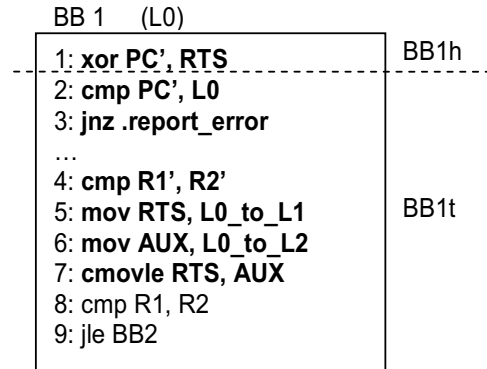 BB 1 (L0)
1: xor PC’, RTS
BB1h
2: cmp PC’, L0
3: jnz .report_error
…
4: cmp R1’, R2’
5: mov RTS, L0_to_L1
BB1t
6: mov AUX, L0_to_L2
7: cmovle RTS, AUX
8: cmp R1, R2
9: jle BB2